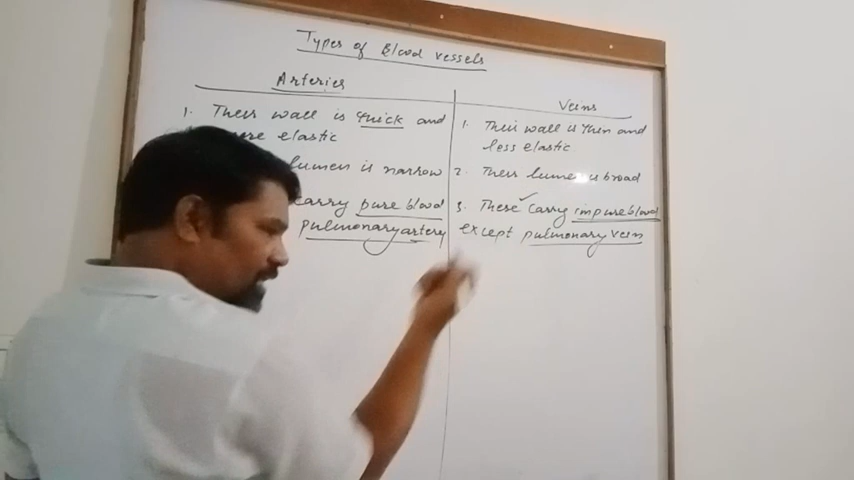 Types of Blood vessels
Arteries
1. Their wall is thick and
elastic
lumen is narrow
carry pure blood
pulmonary artery
Veins
1. Their wall is thin and
less elastic
2. Their lumen is broad
3. These carry impure blood
except pulmonary vein